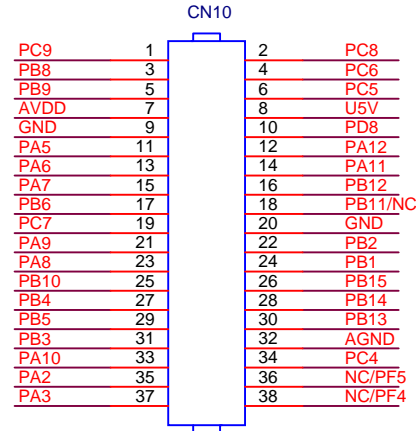 CN10
PC9 1 2 PC8
PB8 3 4 PC6
PB9 5 6 PC5
AVDD 7 8 U5V
GND 9 10 PD8
PA5 11 12 PA12
PA6 13 14 PA11
PA7 15 16 PB12
PB6 17 18 PB11/NC
PC7 19 20 GND
PA9 21 22 PB2
PA8 23 24 PB1
PB10 25 26 PB15
PB4 27 28 PB14
PB5 29 30 PB13
PB3 31 32 AGND
PA10 33 34 PC4
PA2 35 36 NC/PF5
PA3 37 38 NC/PF4